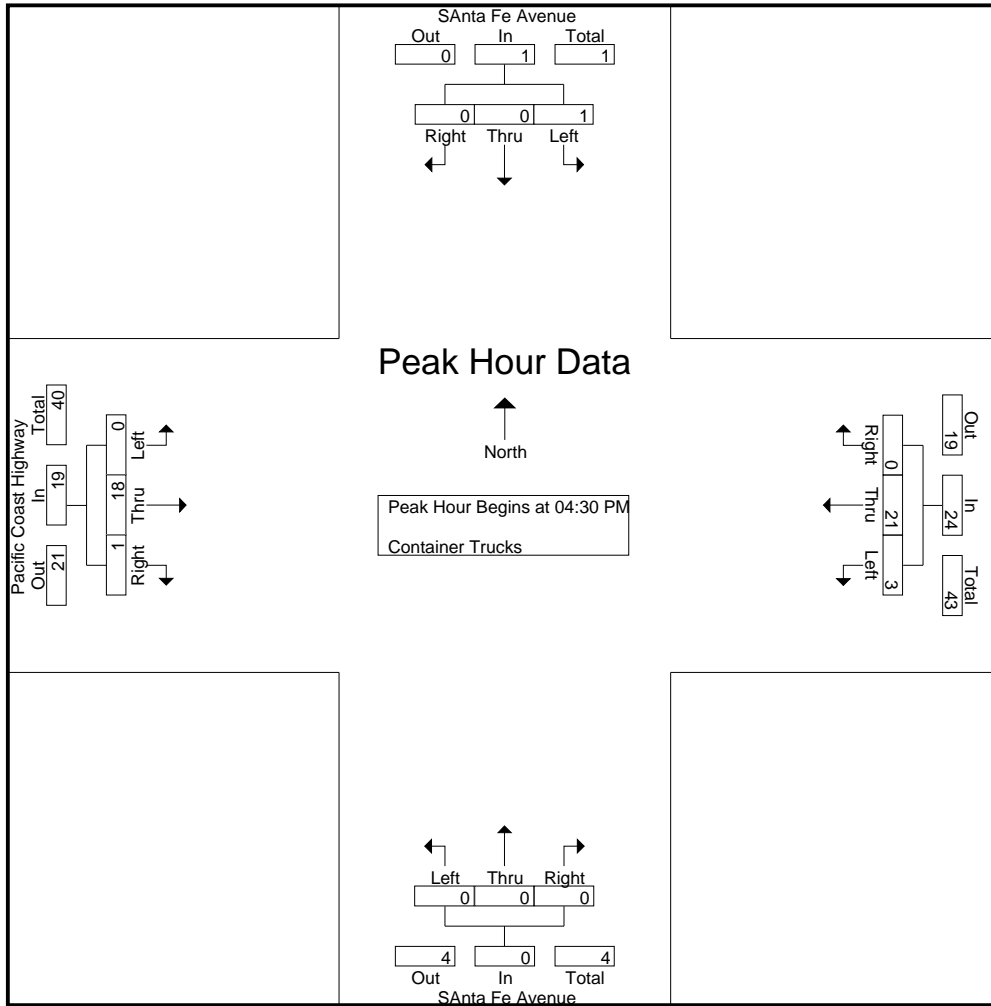 SAnta Fe Avenue
Out In Total
0 1 1
0 0 1
Right Thru Left
Peak Hour Data
North
Peak Hour Begins at 04:30 PM
Container Trucks
Pacific Coast Highway
Total In Out
40 19 21
0 18 1
Left Thru Right
Right Thru Left
0 21 3
Out In Total
19 24 43
Left Thru Right
0 0 0
4 0 4
Out In Total
SAnta Fe Avenue